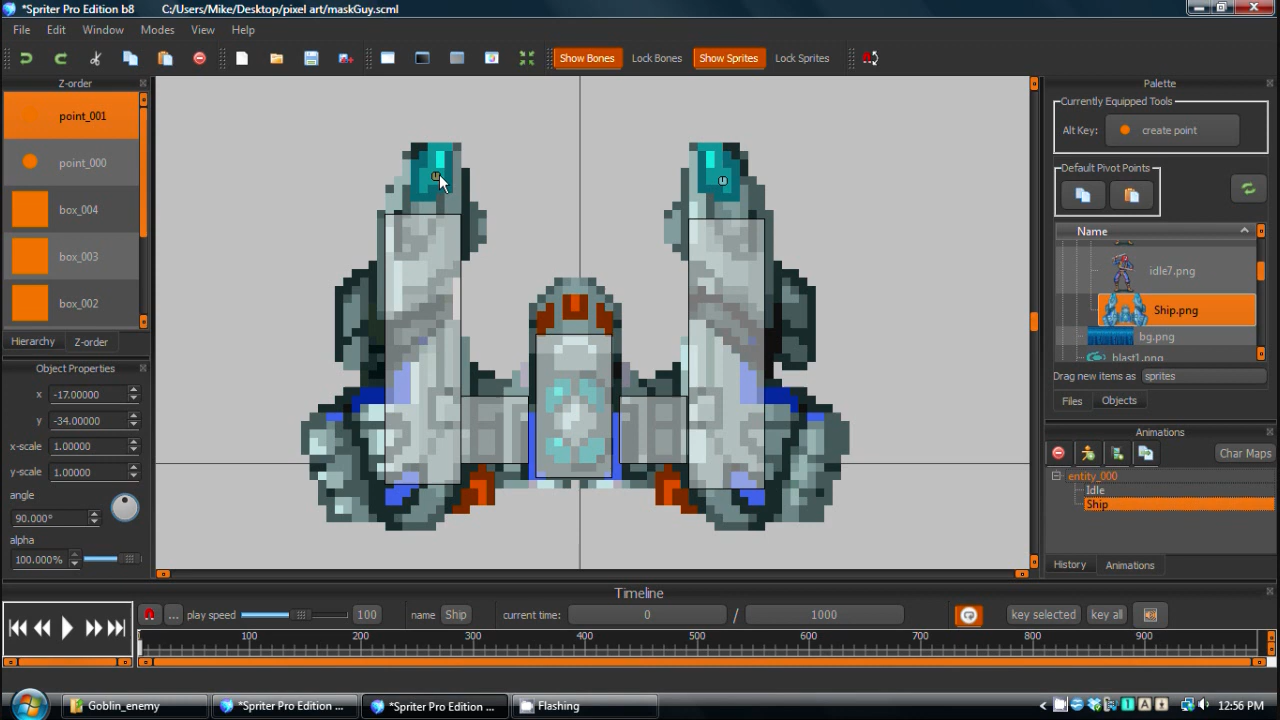 *Spriter Pro Edition b8 C:/Users/Mike/Desktop/pixel art/maskGuy.scml
File Edit Window Modes View Help
Show Bones Lock Bones Show Sprites Lock Sprites
Z-order
point_001
point_000
box_004
box_003
box_002
Hierarchy Z-order
Object Properties
x -17.00000
y -34.00000
x-scale 1.00000
y-scale 1.00000
angle
90.000°
alpha
100.000%
Palette
Currently Equipped Tools
Alt Key: create point
Default Pivot Points
Name
idle7.png
Ship.png
bg.png
blast1.png
Drag new items as sprites
Files Objects
Animations
Char Maps
entity_000
Idle
Ship
History Animations
Timeline
... play speed 100 name Ship current time: 0 / 1000 key selected key all
100 200 300 400 500 600 700 800 900
Goblin_enemy *Spriter Pro Edition ... *Spriter Pro Edition ... Flashing 12:56 PM